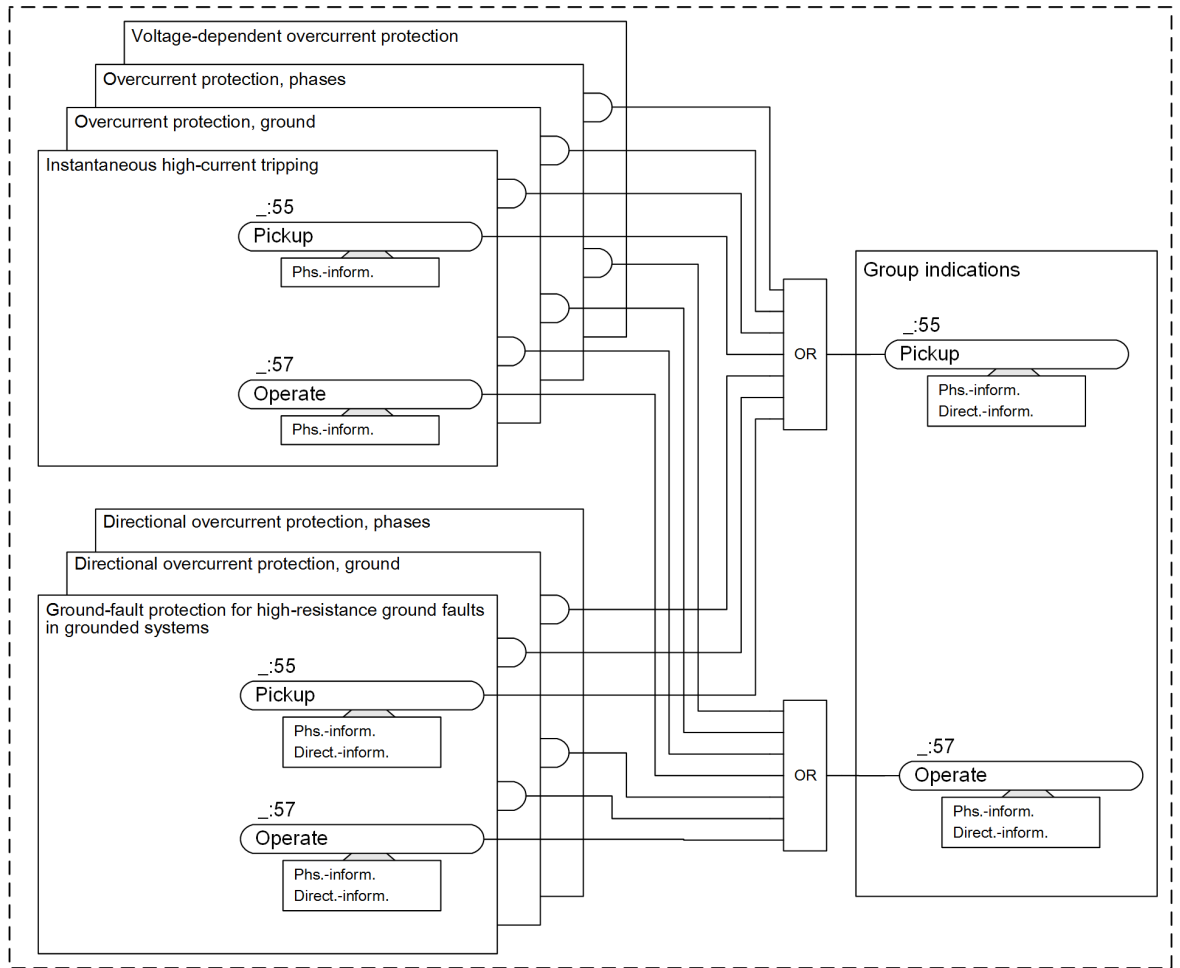 Voltage-dependent overcurrent protection
Overcurrent protection, phases
Overcurrent protection, ground
Instantaneous high-current tripping
_:55
Pickup
Phs.-inform.
_:57
Operate
Phs.-inform.
Directional overcurrent protection, phases
Directional overcurrent protection, ground
Ground-fault protection for high-resistance ground faults
in grounded systems
_:55
Pickup
Phs.-inform.
Direct.-inform.
_:57
Operate
Phs.-inform.
Direct.-inform.
OR
OR
Group indications
_:55
Pickup
Phs.-inform.
Direct.-inform.
_:57
Operate
Phs.-inform.
Direct.-inform.